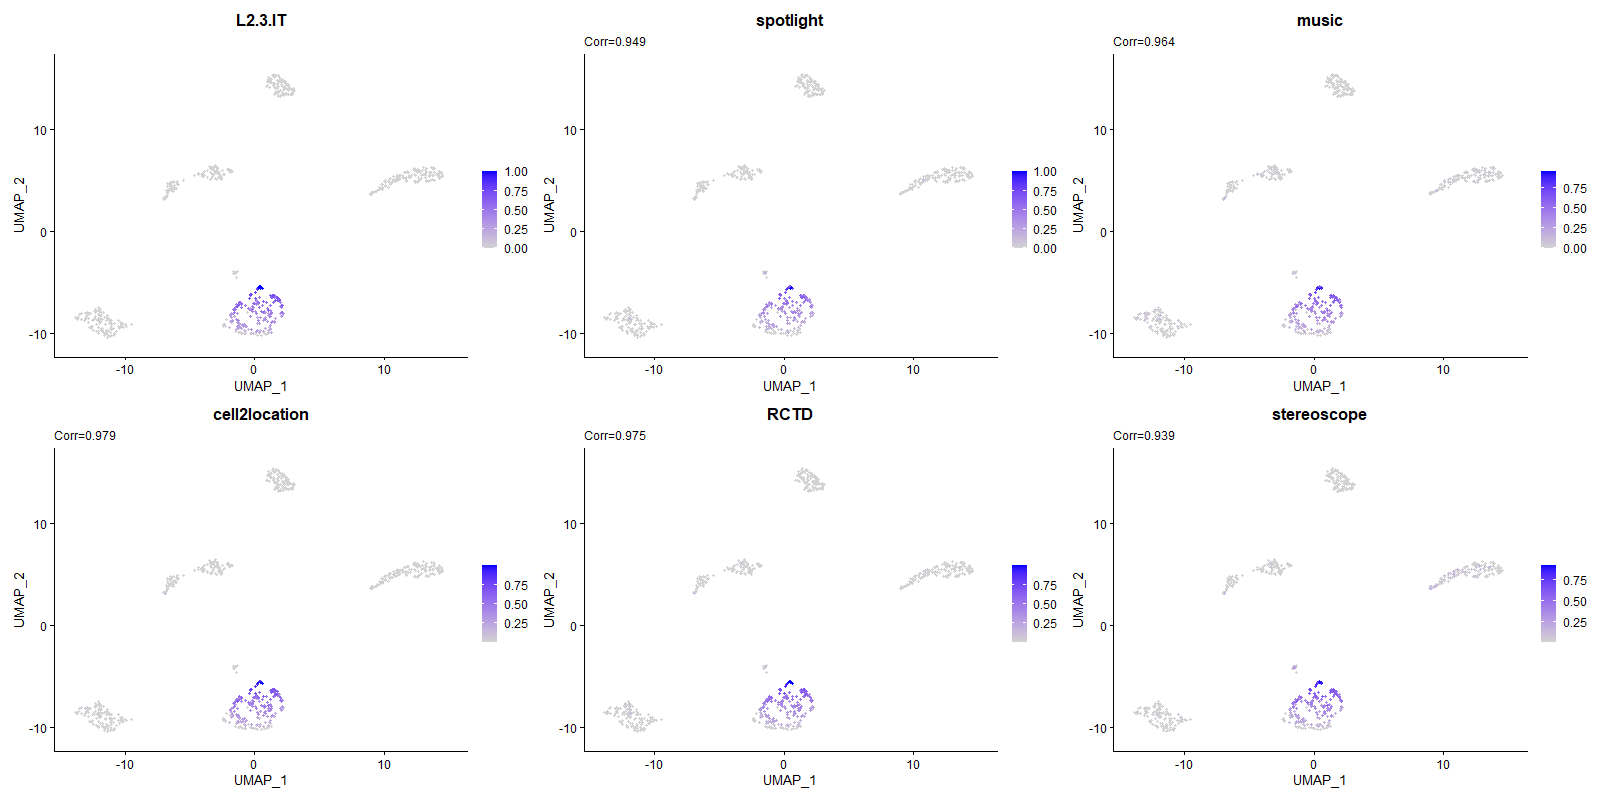 L2.3.IT
UMAP_2
10
0
-10
-10
0
10
UMAP_1
1.00
0.75
0.50
0.25
0.00
spotlight
Corr=0.949
UMAP_2
10
0
-10
-10
0
10
UMAP_1
1.00
0.75
0.50
0.25
0.00
music
Corr=0.964
UMAP_2
10
0
-10
-10
0
10
UMAP_1
0.75
0.50
0.25
0.00
cell2location
Corr=0.979
UMAP_2
10
0
-10
-10
0
10
UMAP_1
0.75
0.50
0.25
RCTD
Corr=0.975
UMAP_2
10
0
-10
-10
0
10
UMAP_1
0.75
0.50
0.25
stereoscope
Corr=0.939
UMAP_2
10
0
-10
-10
0
10
UMAP_1
0.75
0.50
0.25